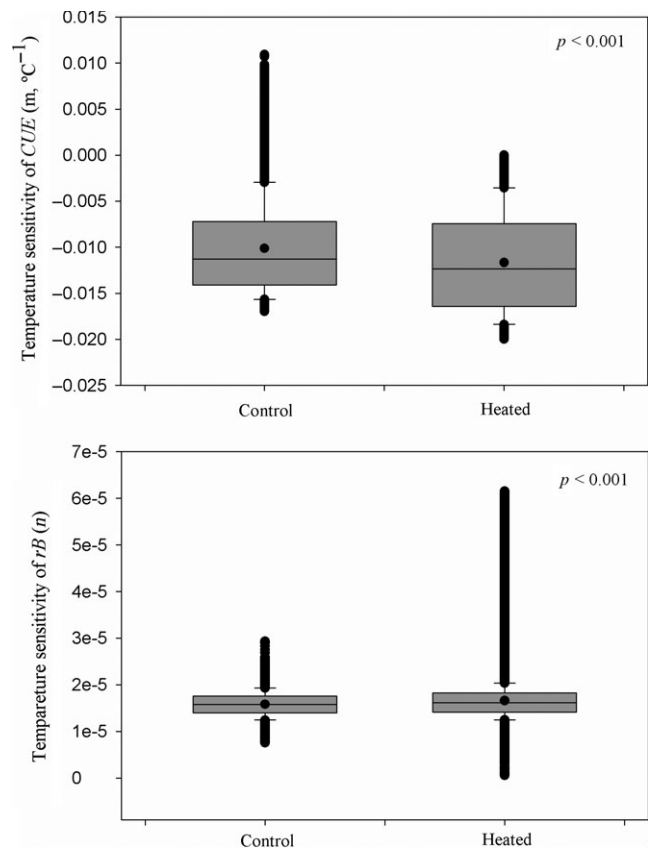 0.015
p < 0.001
0.010
0.005
0.000
−0.005
−0.010
−0.015
−0.020
−0.025
Temperature sensitivity of CUE (m, ºC⁻¹)
Control Heated
7e-5
p < 0.001
6e-5
5e-5
4e-5
3e-5
2e-5
1e-5
0
Tempareture sensitivity of rB (n)
Control Heated